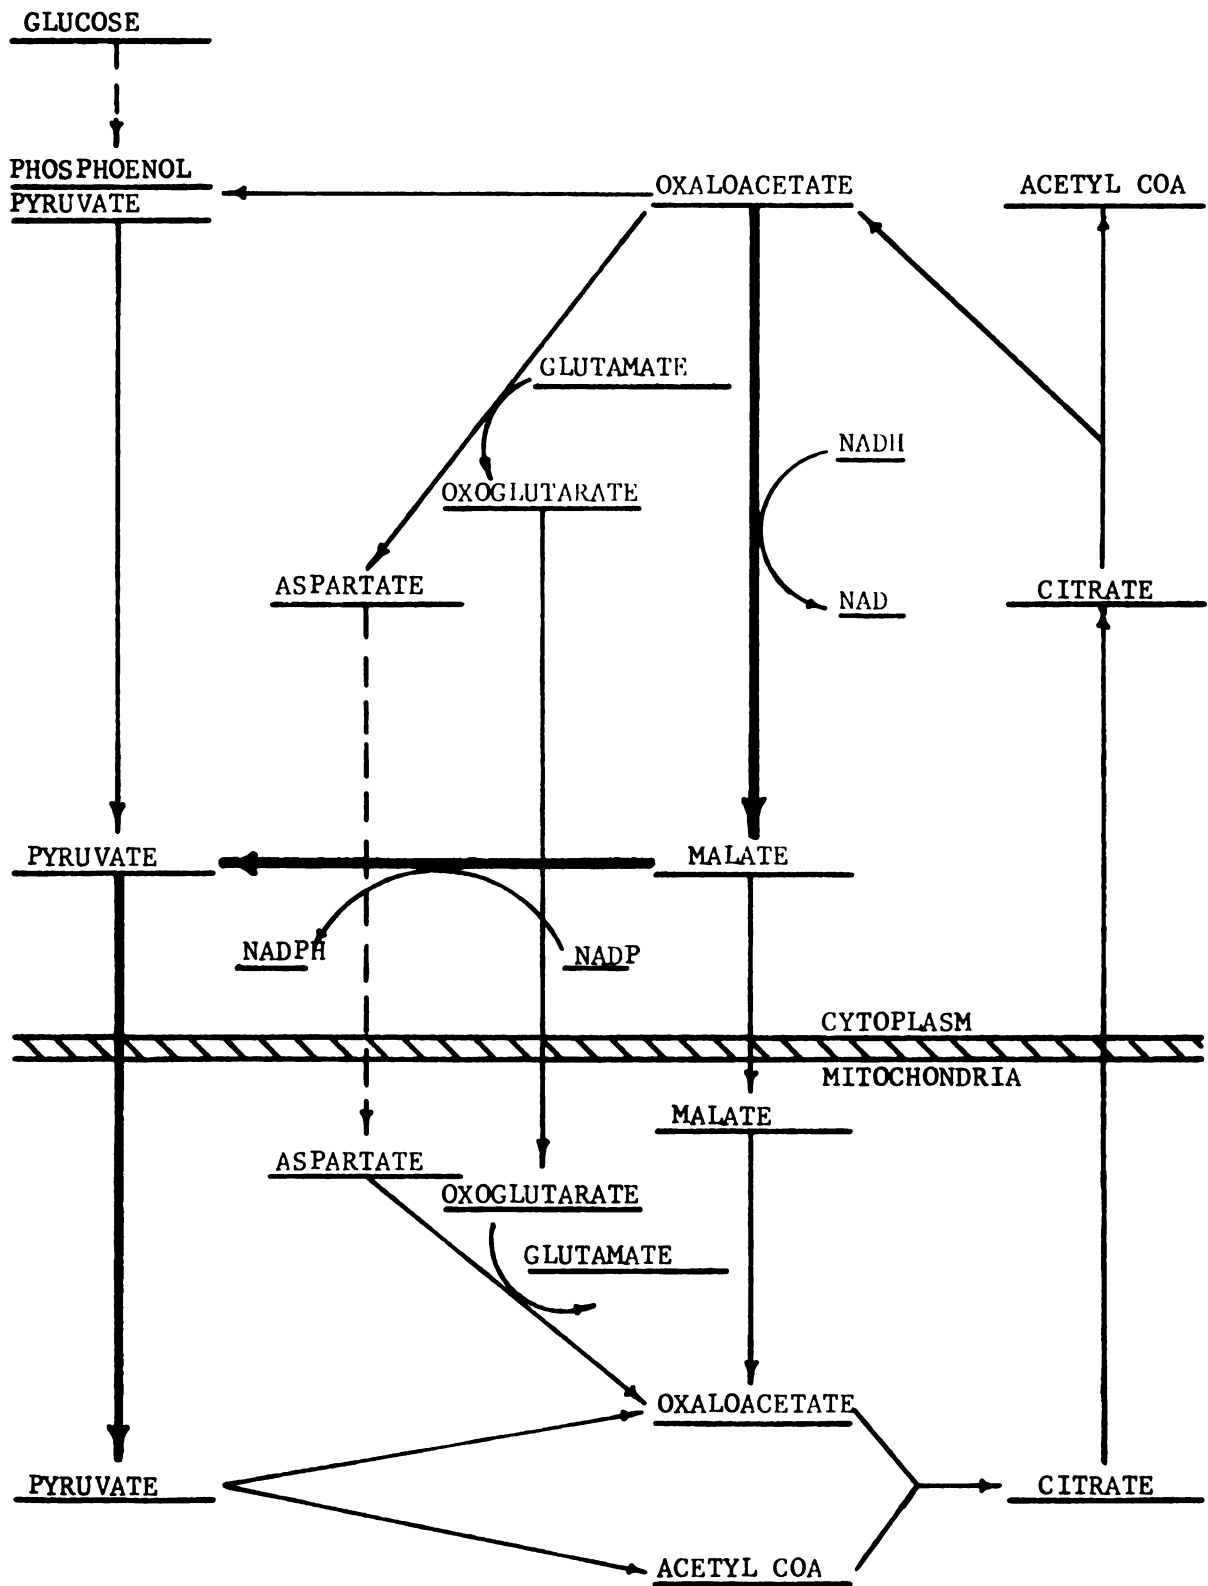 GLUCOSE
PHOSPHOENOL
PYRUVATE
OXALOACETATE
ACETYL COA
GLUTAMATE
NADH
OXOGLUTARATE
ASPARTATE
NAD
CITRATE
PYRUVATE
MALATE
NADPH
NADP
CYTOPLASM
MITOCHONDRIA
MALATE
ASPARTATE
OXOGLUTARATE
GLUTAMATE
OXALOACETATE
PYRUVATE
CITRATE
ACETYL COA